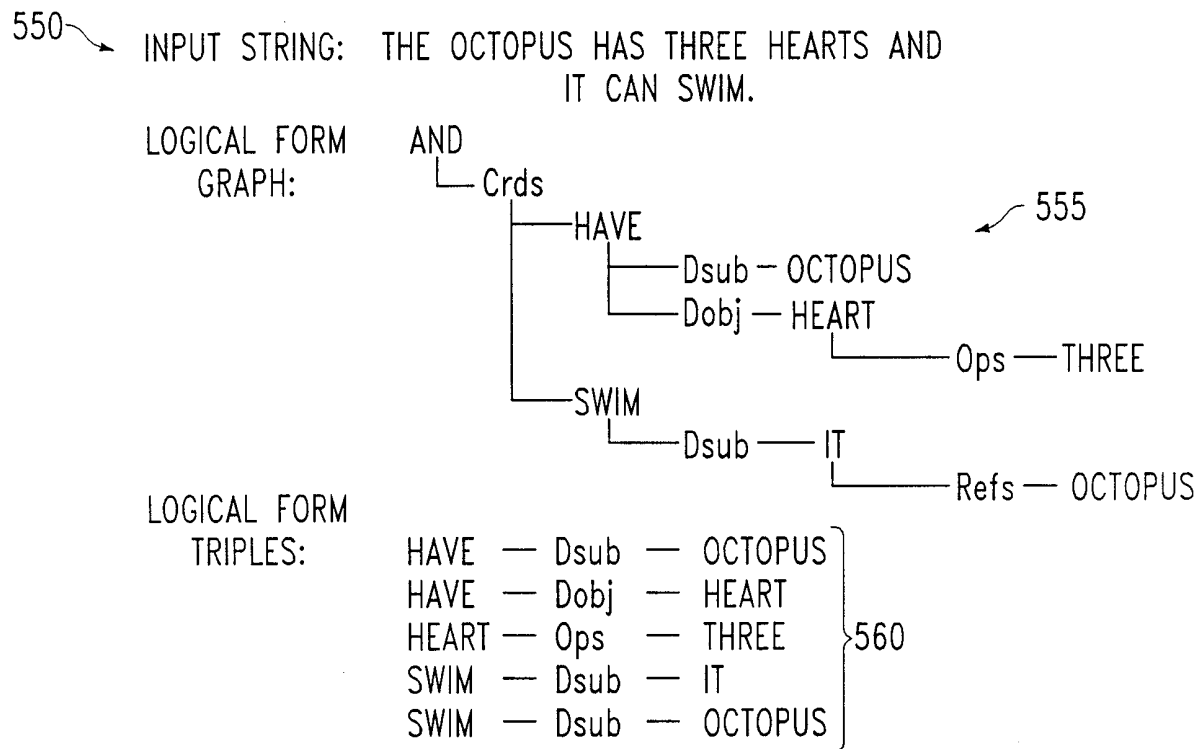 550
INPUT STRING: THE OCTOPUS HAS THREE HEARTS AND
IT CAN SWIM.
LOGICAL FORM AND
GRAPH: Crds
555
HAVE
Dsub — OCTOPUS
Dobj — HEART
Ops — THREE
SWIM
Dsub — IT
Refs — OCTOPUS
LOGICAL FORM
TRIPLES:
HAVE — Dsub — OCTOPUS
HAVE — Dobj — HEART
HEART — Ops — THREE
SWIM — Dsub — IT
SWIM — Dsub — OCTOPUS
560